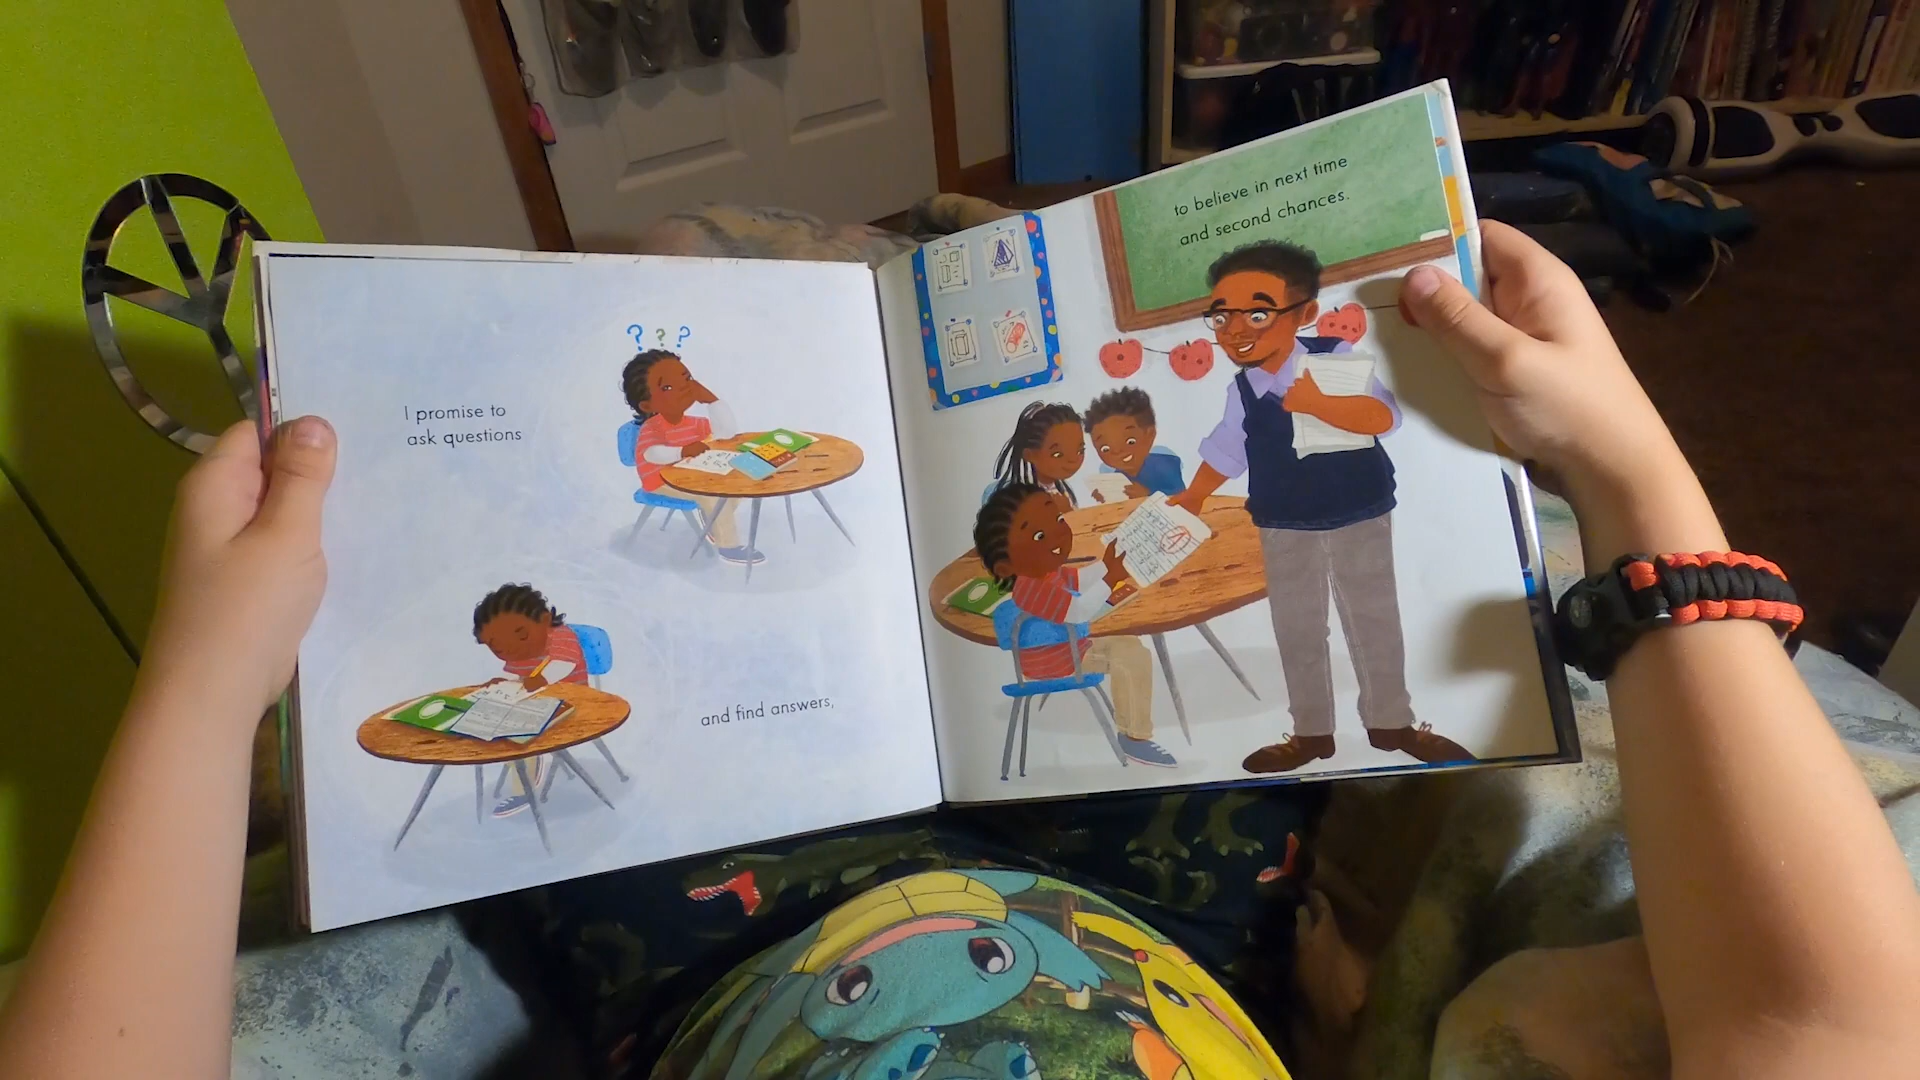 ? ? ?
I promise to
ask questions
and find answers,
to believe in next time
and second chances.